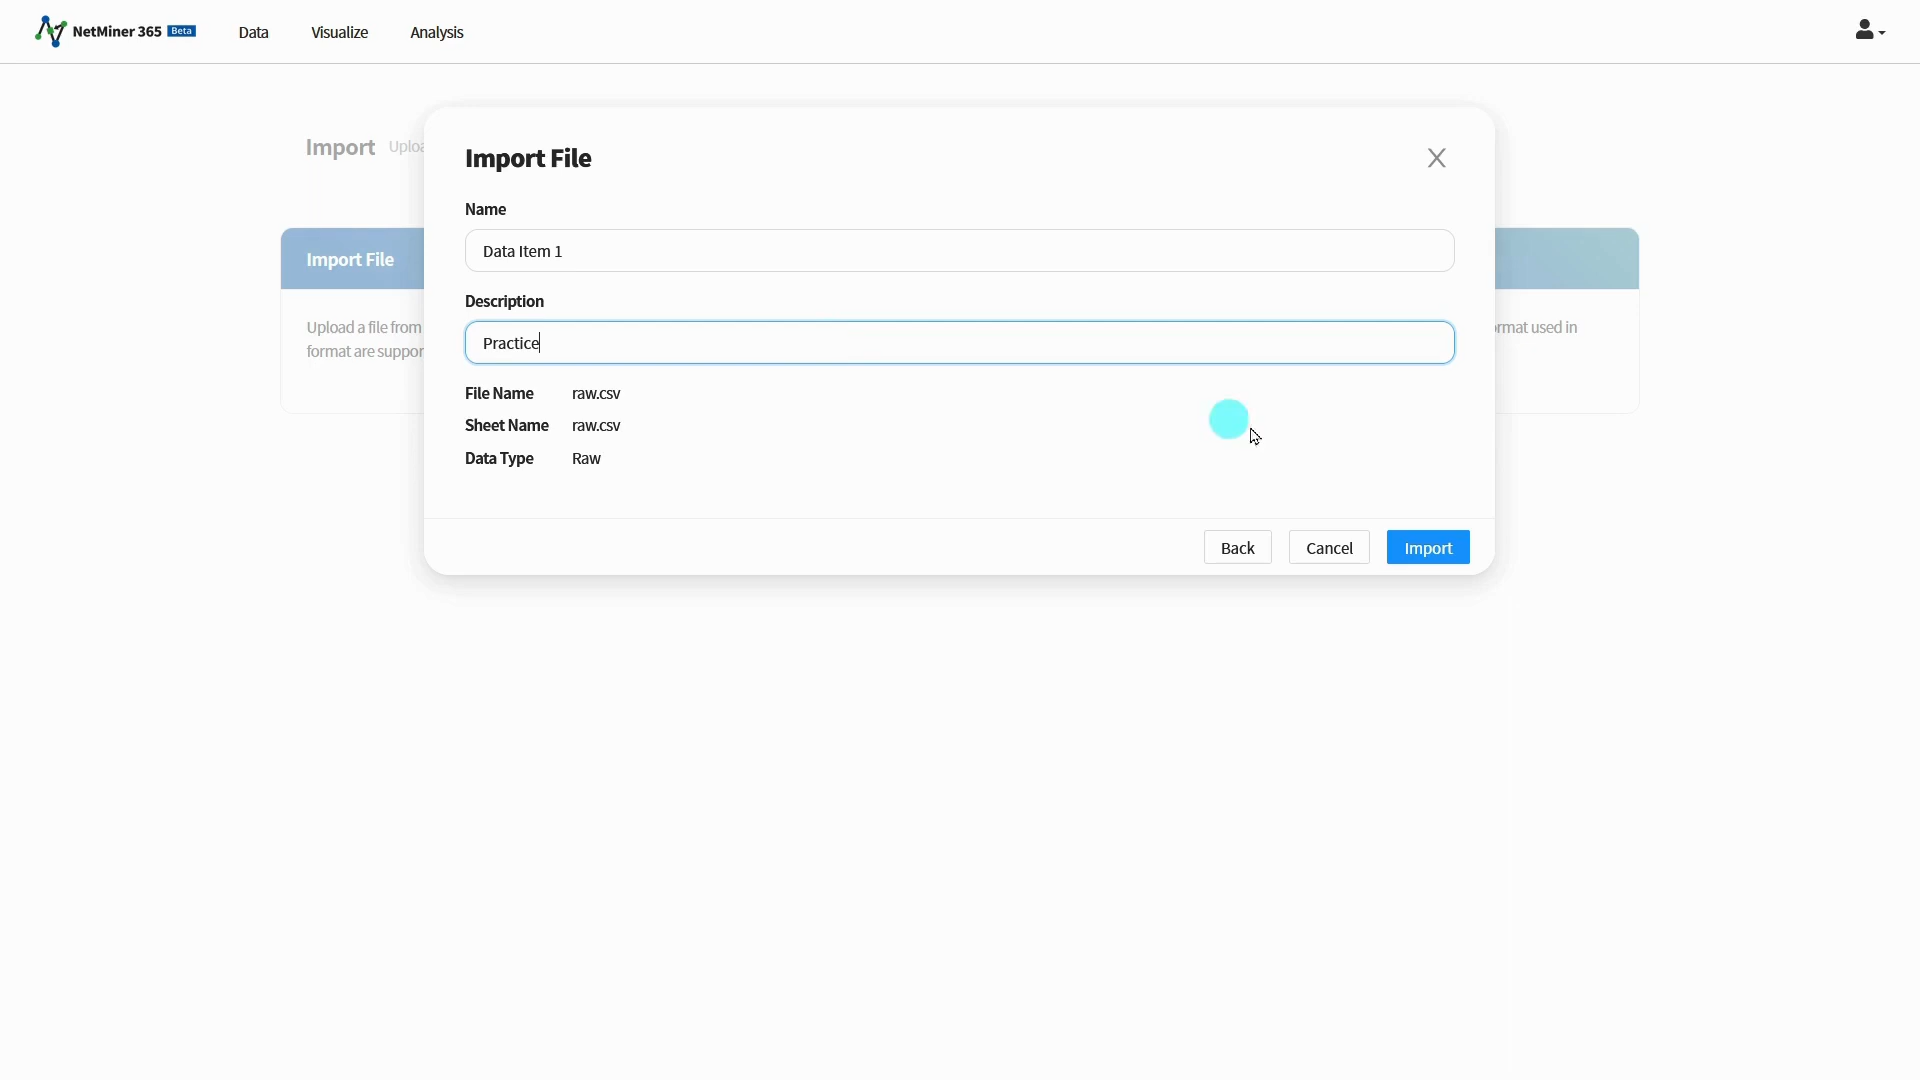 NetMiner 365 Beta
Data
Visualize
Analysis
Import Uploa
Import File
Name
Data Item 1
Description
Practice
File Name raw.csv
Sheet Name raw.csv
Data Type Raw
Back
Cancel
Import
Import File
Upload a file from
format are suppor
rmat used in